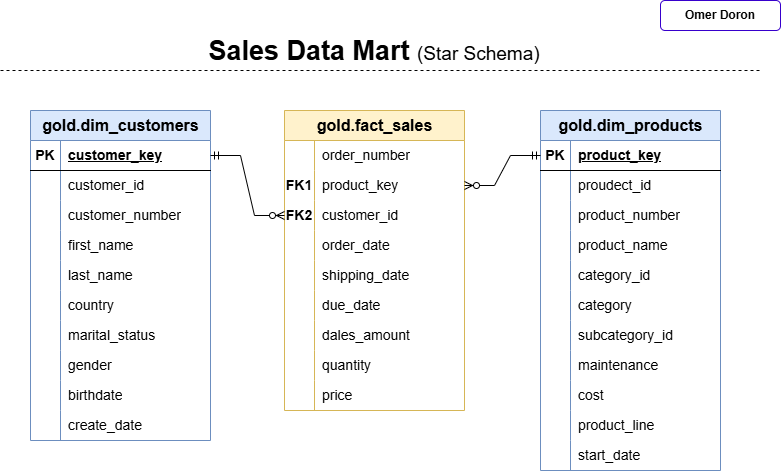 Omer Doron
Sales Data Mart (Star Schema)
gold.dim_customers
PK customer_key
customer_id
customer_number
first_name
last_name
country
marital_status
gender
birthdate
create_date
gold.fact_sales
order_number
FK1 product_key
FK2 customer_id
order_date
shipping_date
due_date
dales_amount
quantity
price
gold.dim_products
PK product_key
proudect_id
product_number
product_name
category_id
category
subcategory_id
maintenance
cost
product_line
start_date